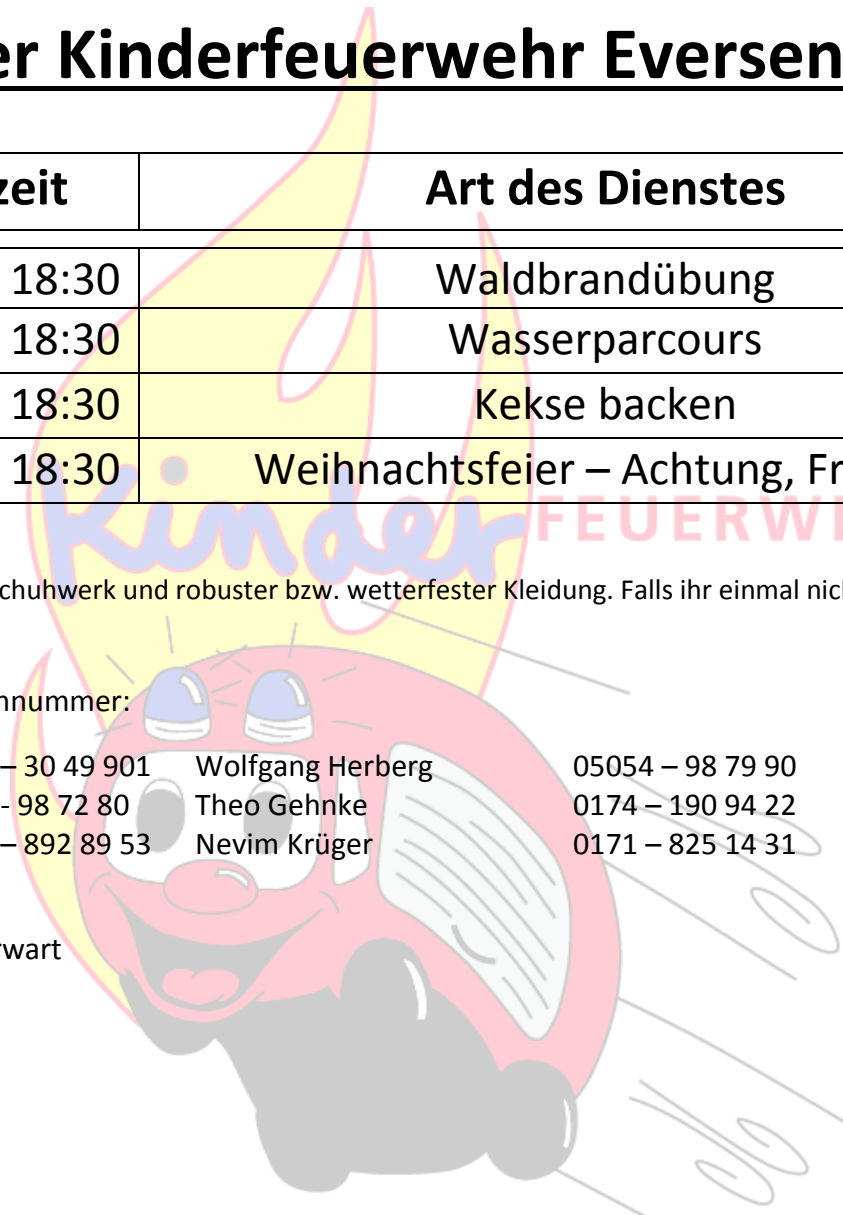 er Kinderfeuerwehr Eversen
zeit Art des Dienstes
18:30 Waldbrandübung
18:30 Wasserparcours
18:30 Kekse backen
18:30 Weihnachtsfeier – Achtung, Fr
Kinder FEUERW
chuhwerk und robuster bzw. wetterfester Kleidung. Falls ihr einmal nich
nnummer:
– 30 49 901 Wolfgang Herberg 05054 – 98 79 90
- 98 72 80 Theo Gehnke 0174 – 190 94 22
– 892 89 53 Nevim Krüger 0171 – 825 14 31
wart